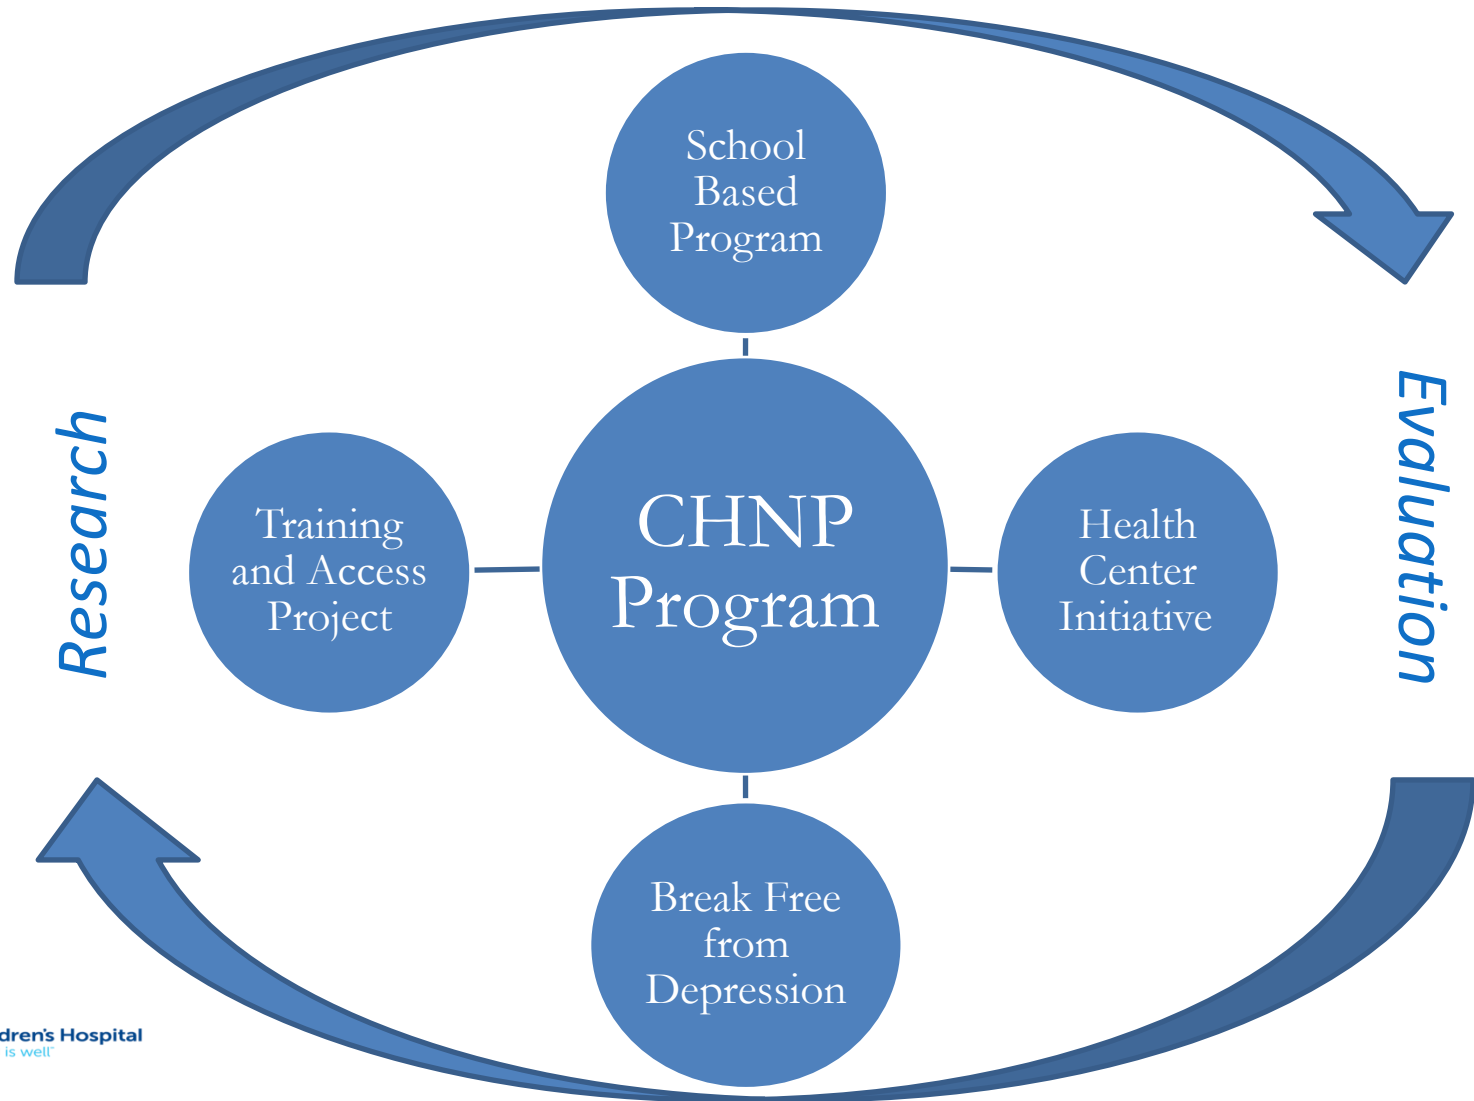 School
Based
Program
Research
Training
and Access
Project
CHNP
Program
Health
Center
Initiative
Evaluation
Break Free
from
Depression
dren's Hospital
is well